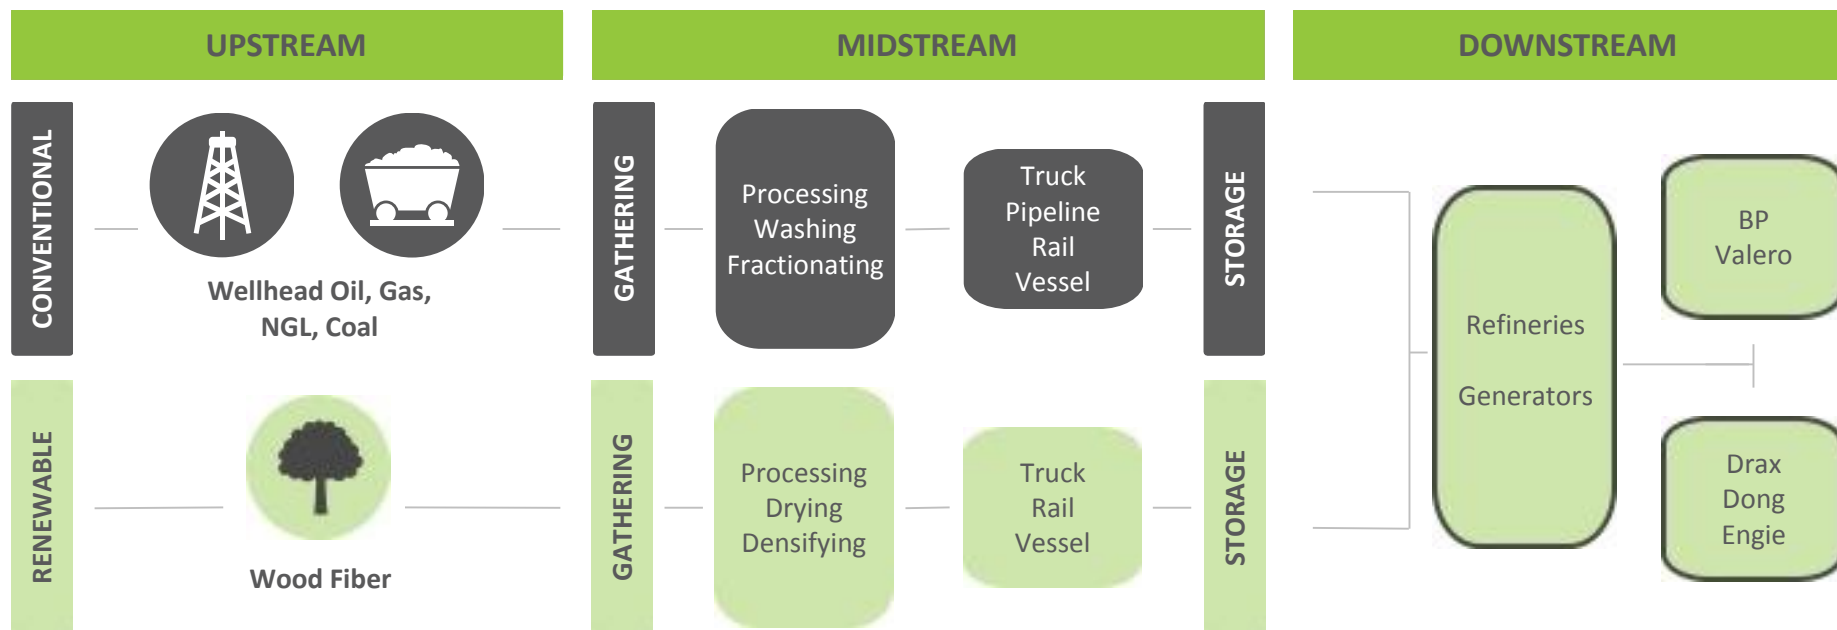 UPSTREAM
MIDSTREAM
DOWNSTREAM
CONVENTIONAL
Wellhead Oil, Gas,
NGL, Coal
GATHERING
Processing
Washing
Fractionating
Truck
Pipeline
Rail
Vessel
STORAGE
RENEWABLE
Wood Fiber
GATHERING
Processing
Drying
Densifying
Truck
Rail
Vessel
STORAGE
Refineries
Generators
BP
Valero
Drax
Dong
Engie